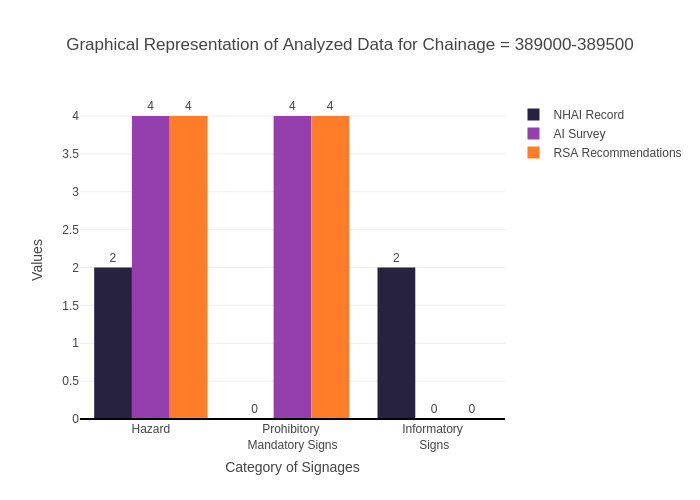 Graphical Representation of Analyzed Data for Chainage = 389000-389500
NHAI Record
AI Survey
RSA Recommendations
Values
4
3.5
3
2.5
2
1.5
1
0.5
0
2
4
4
0
4
4
2
0
0
Hazard
Prohibitory
Mandatory Signs
Informatory
Signs
Category of Signages